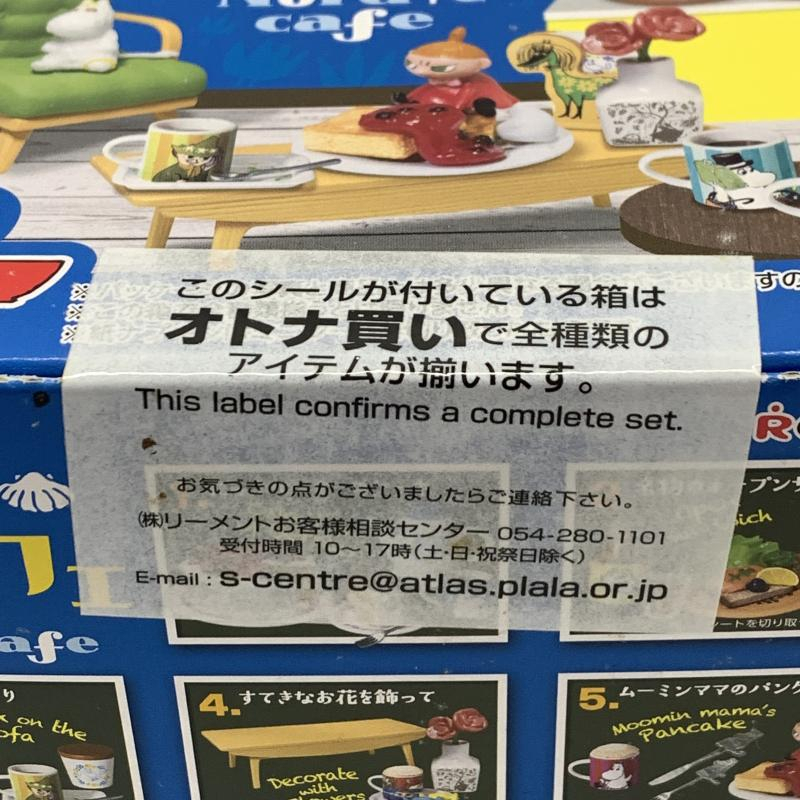 cafe
このシールが付いている箱は
オトナ買いで全種類の
アイテムが揃います。
This label confirms a complete set.
お気づきの点がございましたらご連絡下さい。
(株)リーメントお客様相談センター 054-280-1101
受付時間 10〜17時(土・日・祝祭日除く)
E-mail : s-centre@atlas.plala.or.jp
カフェ
cafe
on the
4. すてきなお花を飾って
Decorate
with
5. ムーミンママのパンケ
Moomin mama's
Pancake